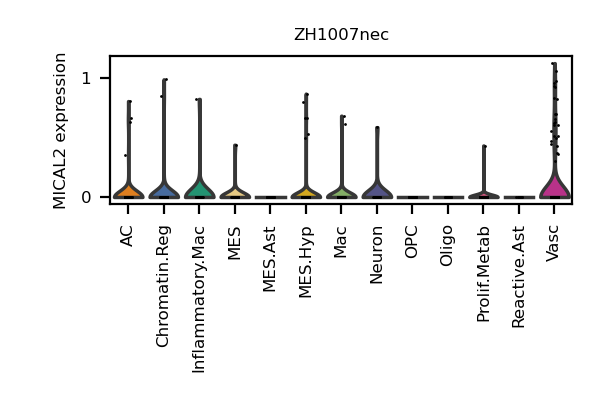 ZH1007nec
MICAL2 expression
1
0
AC
Chromatin.Reg
Inflammatory.Mac
MES
MES.Ast
MES.Hyp
Mac
Neuron
OPC
Oligo
Prolif.Metab
Reactive.Ast
Vasc